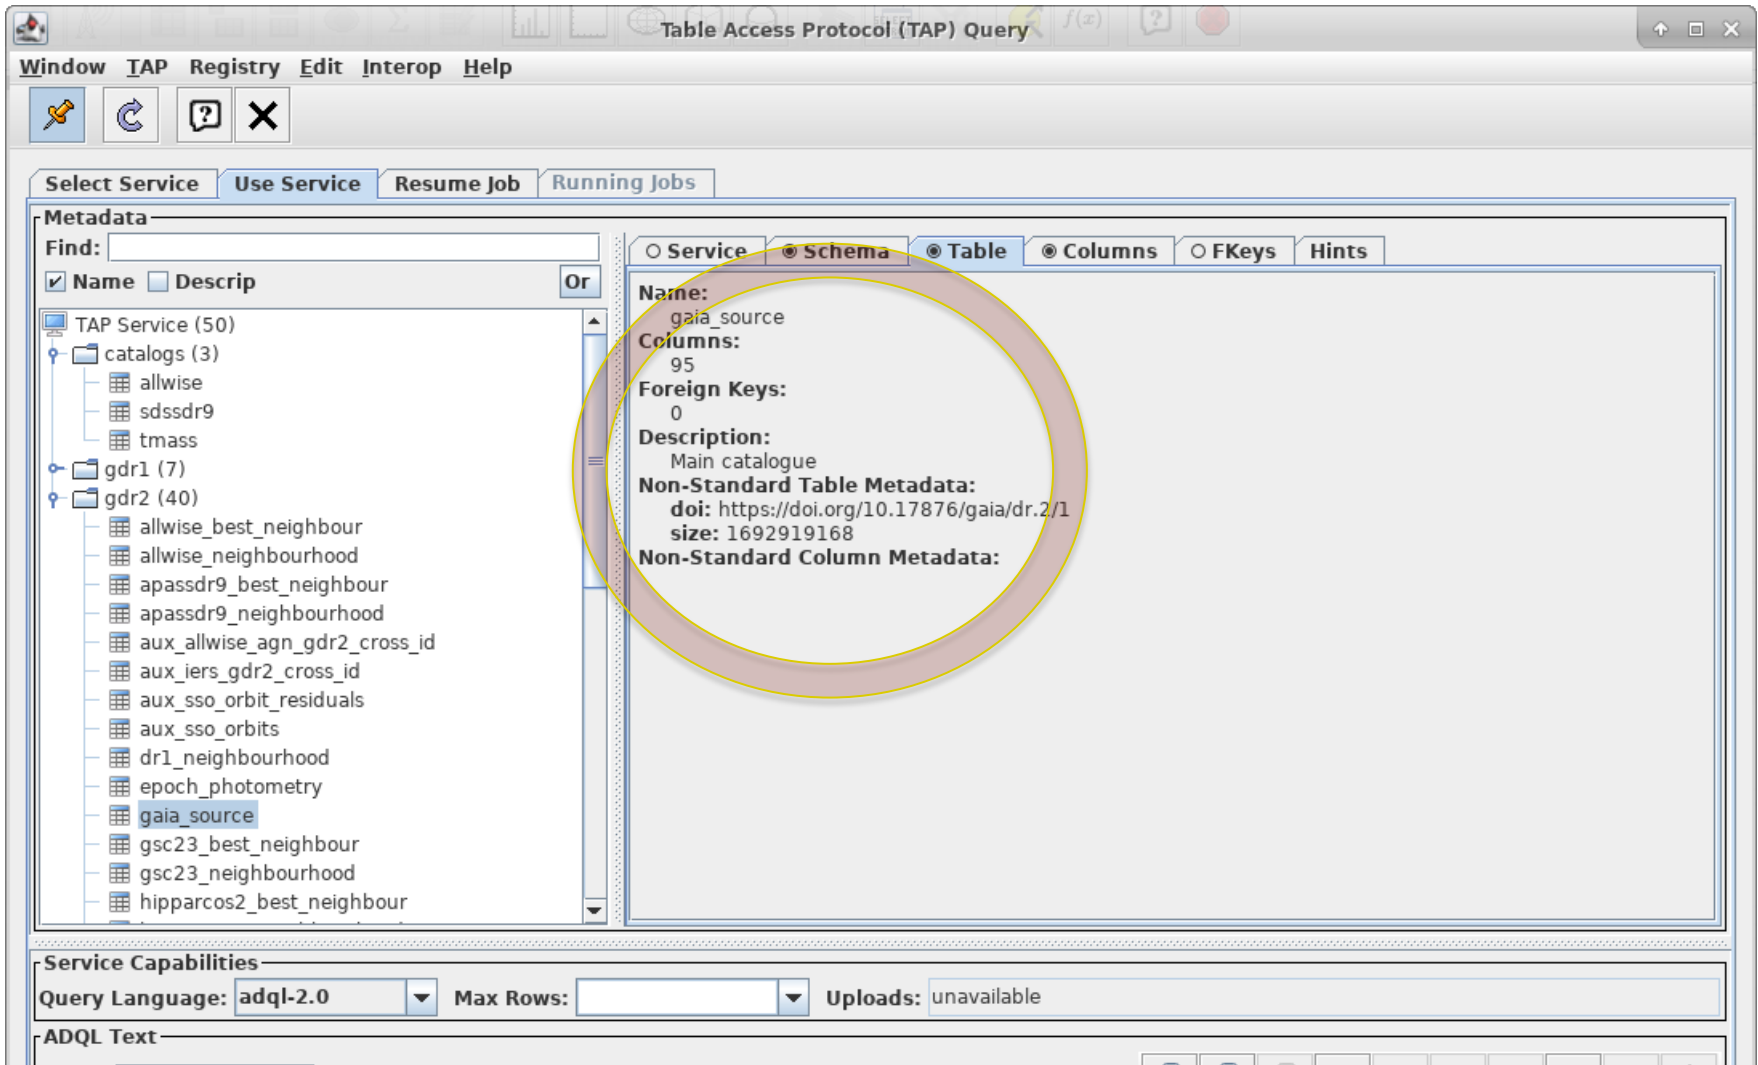 f(x)
Table Access Protocol (TAP) Query
Window TAP Registry Edit Interop Help
Select Service Use Service Resume Job Running Jobs
Metadata
Find:
Name Descrip Or
TAP Service (50)
catalogs (3)
allwise
sdssdr9
tmass
gdr1 (7)
gdr2 (40)
allwise_best_neighbour
allwise_neighbourhood
apassdr9_best_neighbour
apassdr9_neighbourhood
aux_allwise_agn_gdr2_cross_id
aux_iers_gdr2_cross_id
aux_sso_orbit_residuals
aux_sso_orbits
dr1_neighbourhood
epoch_photometry
gaia_source
gsc23_best_neighbour
gsc23_neighbourhood
hipparcos2_best_neighbour
Service Schema Table Columns FKeys Hints
Name:
gaia_source
Columns:
95
Foreign Keys:
0
Description:
Main catalogue
Non-Standard Table Metadata:
doi: https://doi.org/10.17876/gaia/dr.2/1
size: 1692919168
Non-Standard Column Metadata:
Service Capabilities
Query Language: adql-2.0 Max Rows: Uploads: unavailable
ADQL Text